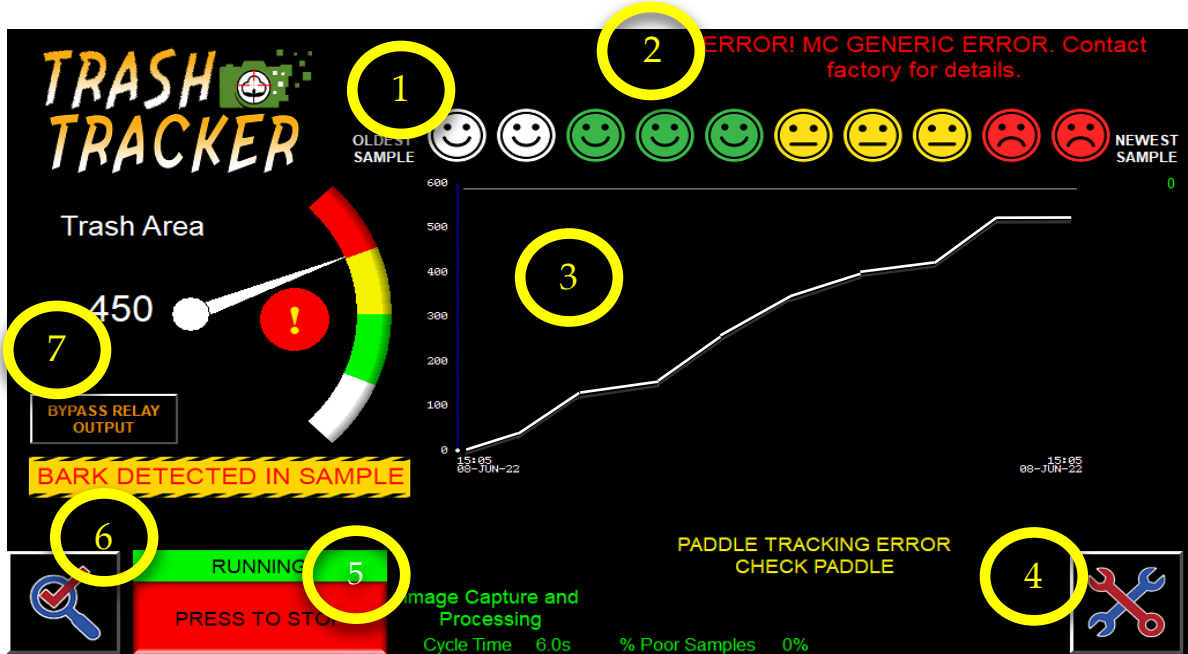 TRASH
TRACKER
1
2
ERROR! MC GENERIC ERROR. Contact
factory for details.
OLDEST
SAMPLE
NEWEST
SAMPLE
0
Trash Area
450
!
600
500
400
300
200
100
0
3
15:05
08-JUN-22
15:05
08-JUN-22
7
BYPASS RELAY
OUTPUT
BARK DETECTED IN SAMPLE
6
RUNNING
5
PRESS TO STOP
Image Capture and
Processing
Cycle Time 6.0s % Poor Samples 0%
PADDLE TRACKING ERROR
CHECK PADDLE
4